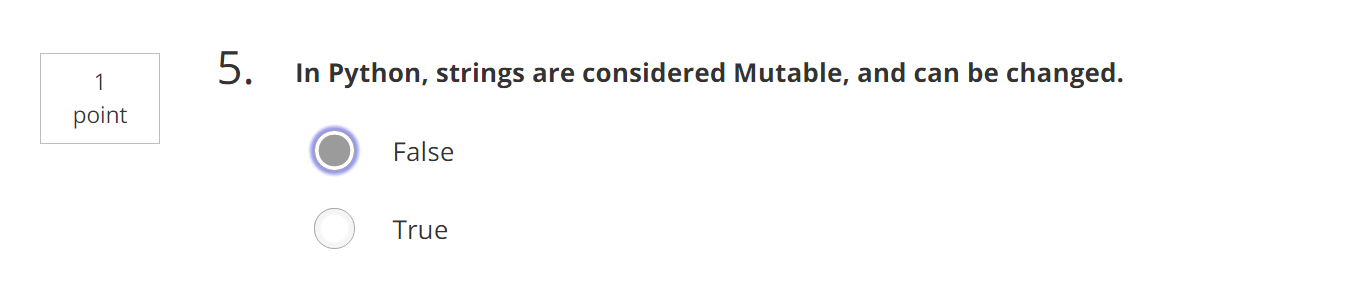 1
point
5.
In Python, strings are considered Mutable, and can be changed.
False
True